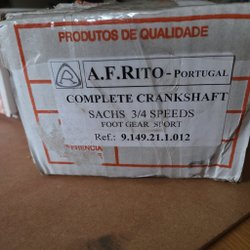 PRODUTOS DE QUALIDADE
A.F.RITO-PORTUGAL
COMPLETE CRANKSHAFT
SACHS 3/4 SPEEDS
FOOT GEAR SPORT
Ref.: 9.149.21.1.012